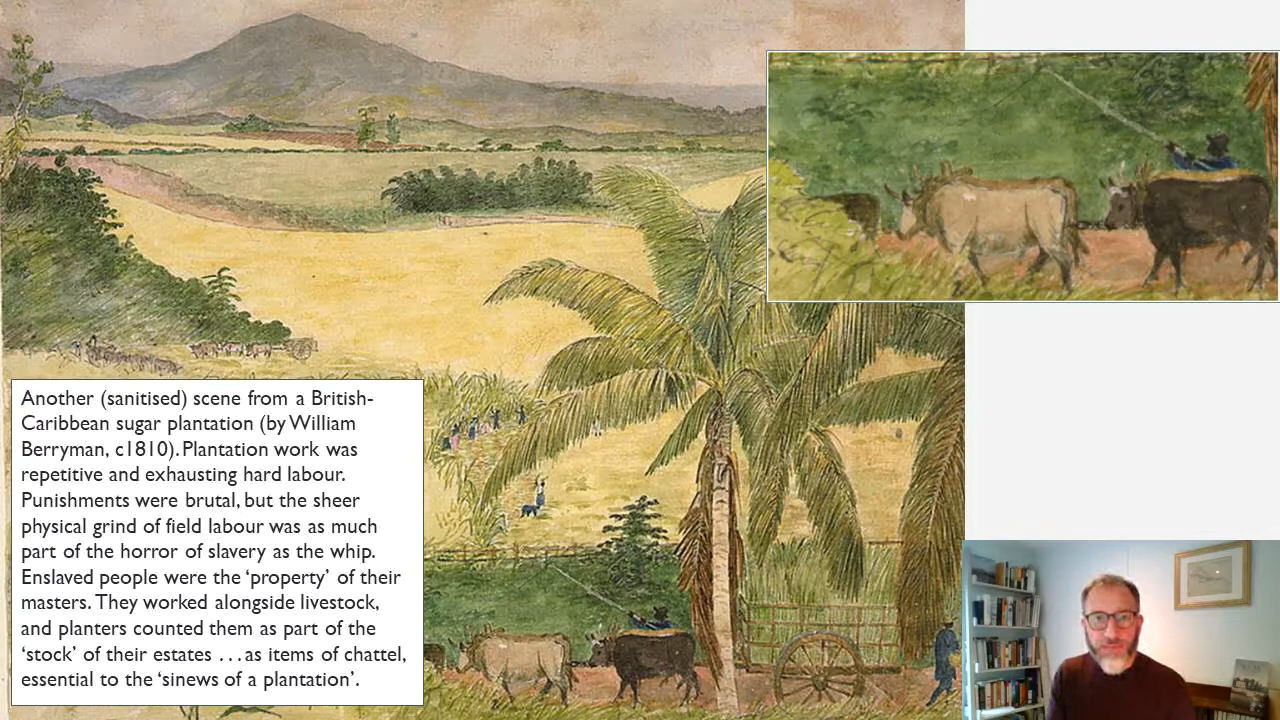 Another (sanitised) scene from a British-
Caribbean sugar plantation (by William
Berryman, c1810). Plantation work was
repetitive and exhausting hard labour.
Punishments were brutal, but the sheer
physical grind of field labour was as much
part of the horror of slavery as the whip.
Enslaved people were the ‘property’ of their
masters. They worked alongside livestock,
and planters counted them as part of the
‘stock’ of their estates … as items of chattel,
essential to the ‘sinews of a plantation’.